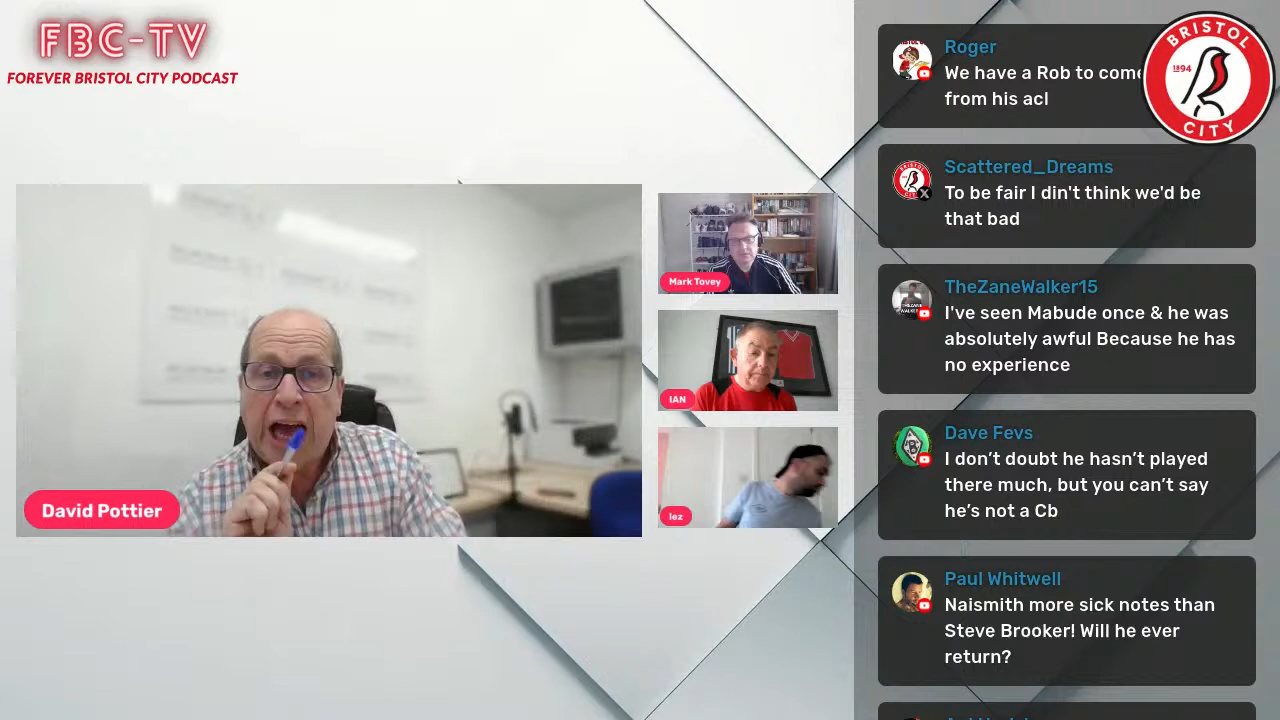 FBC-TV
FOREVER BRISTOL CITY PODCAST
David Pottier
Mark Tovey
IAN
lez
Roger
We have a Rob to come
from his acl
BRISTOL
1894
CITY
Scattered_Dreams
To be fair I din't think we'd be
that bad
TheZaneWalker15
I've seen Mabude once & he was
absolutely awful Because he has
no experience
Dave Fevs
I don’t doubt he hasn’t played
there much, but you can’t say
he’s not a Cb
Paul Whitwell
Naismith more sick notes than
Steve Brooker! Will he ever
return?